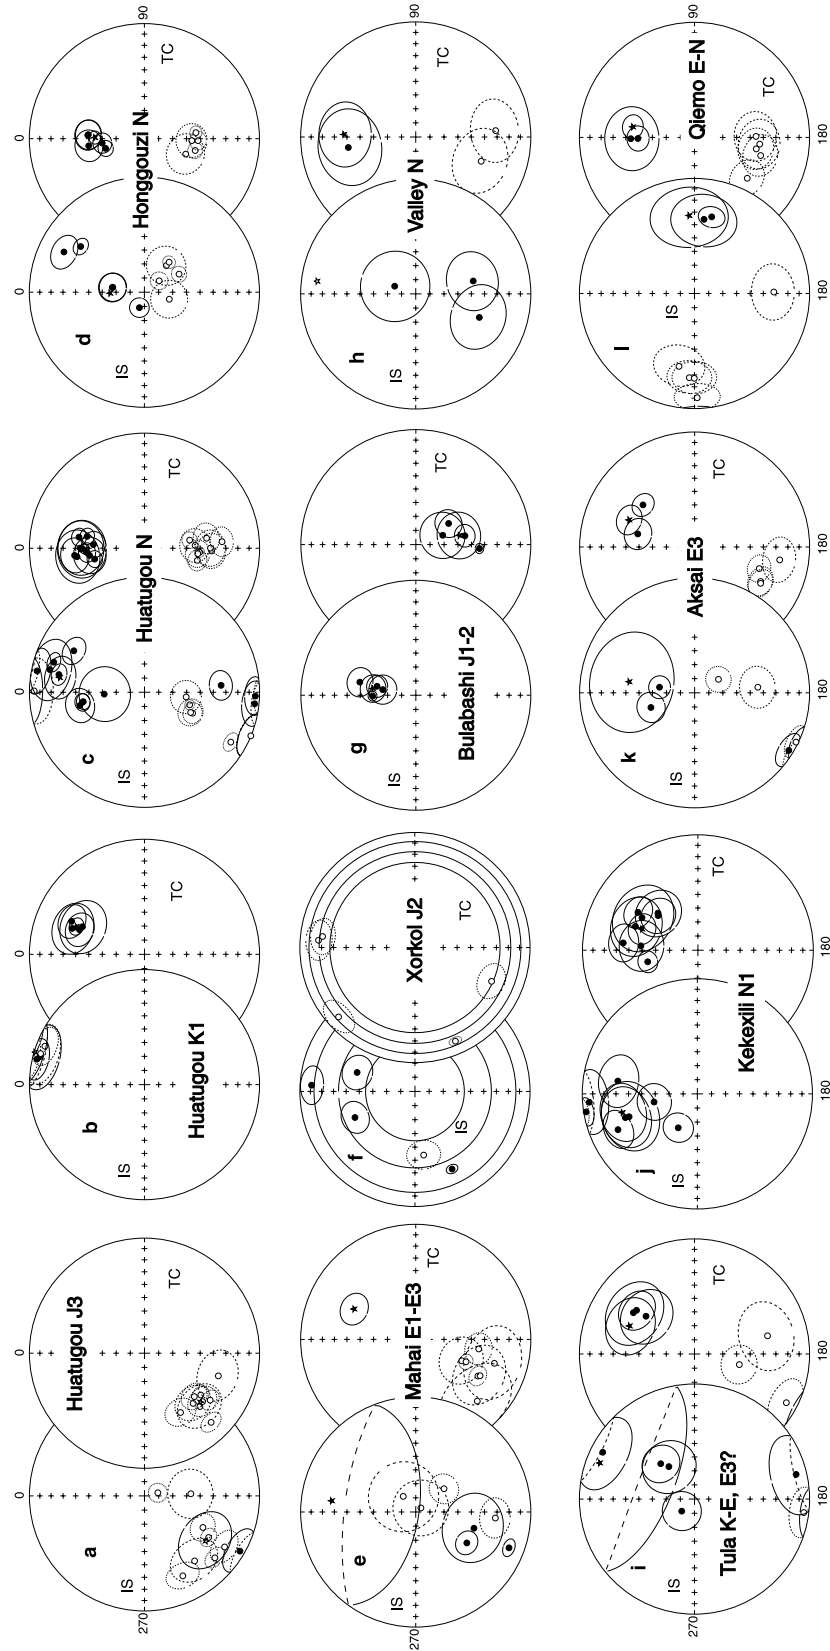 0
0
0
0
0
0
0
0
a
Huatugou J3
b
Huatugou K1
c
Huatugou N
d
Honggouzi N
270
IS
TC
IS
TC
IS
TC
IS
TC
90
e
Mahai E1-E3
f
Xorkol J2
g
Bulabashi J1-2
h
Valley N
270
IS
TC
IS
TC
IS
TC
IS
TC
i
Tula K-E, E3?
j
Kekexili N1
k
Aksai E3
l
Qiemo E-N
270
IS
TC
IS
TC
IS
TC
IS
TC
180
180
180
180
180
180
180
180